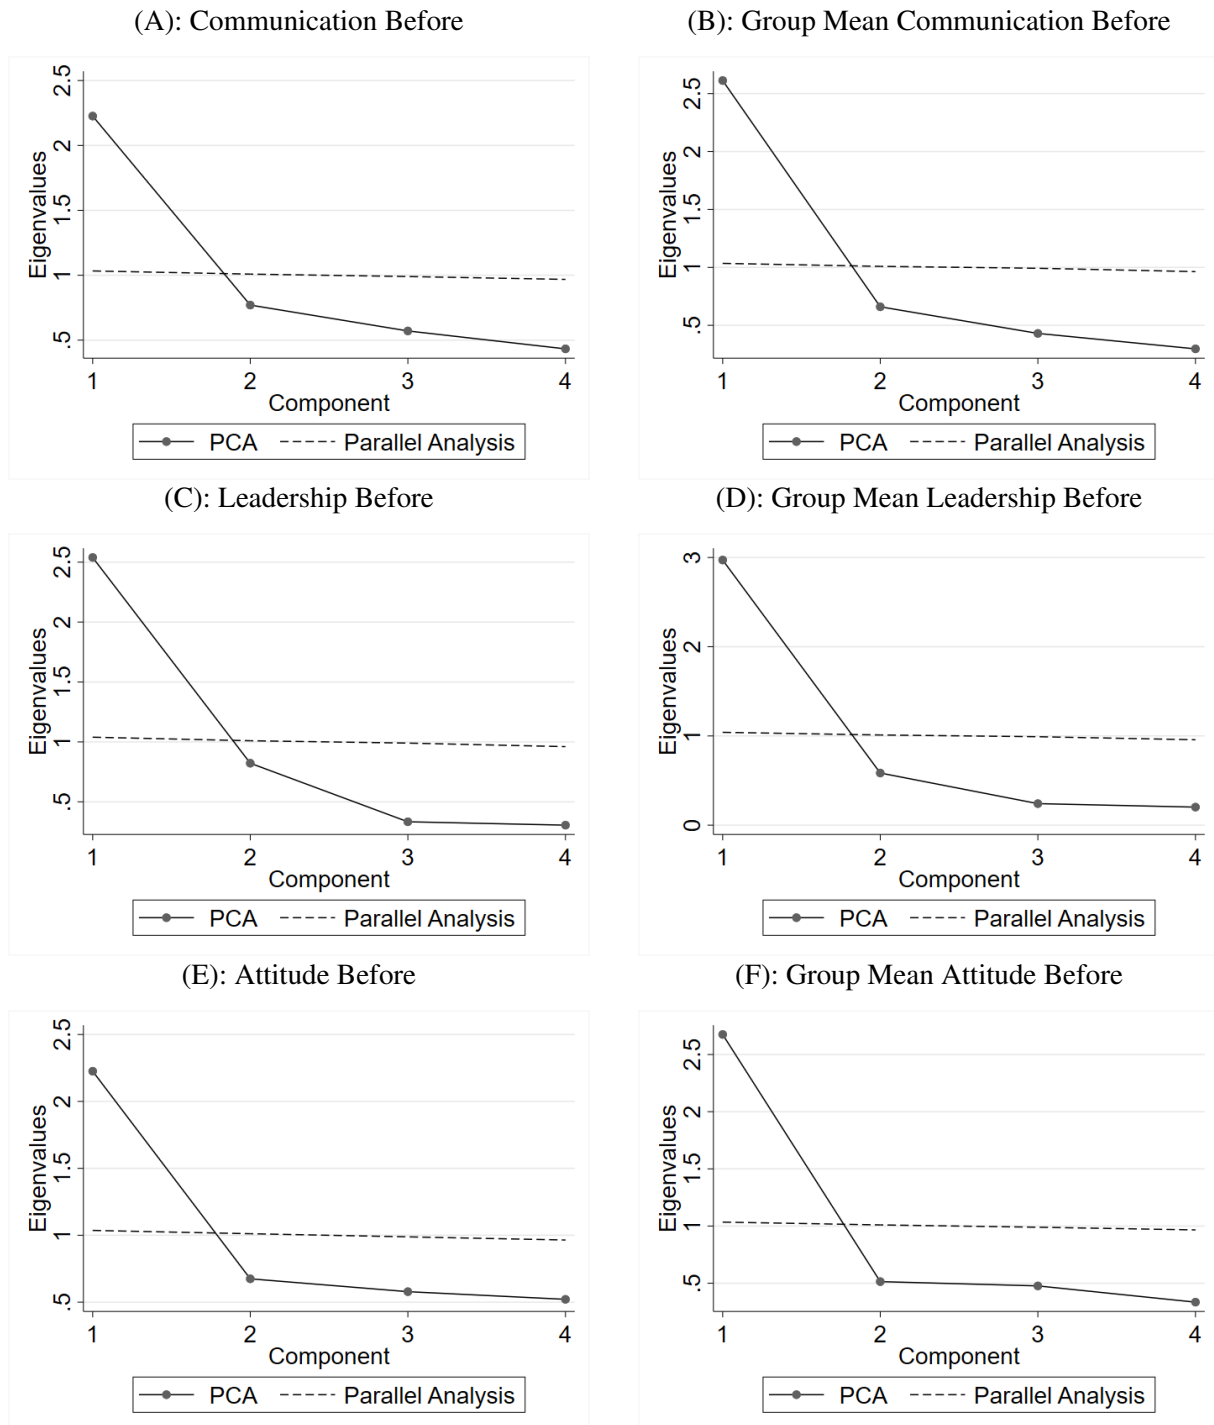 (A): Communication Before
Eigenvalues
2.5
2
1.5
1
.5
1 2 3 4
Component
PCA Parallel Analysis
(B): Group Mean Communication Before
Eigenvalues
2.5
2
1.5
1
.5
1 2 3 4
Component
PCA Parallel Analysis
(C): Leadership Before
Eigenvalues
2.5
2
1.5
1
.5
1 2 3 4
Component
PCA Parallel Analysis
(D): Group Mean Leadership Before
Eigenvalues
3
2
1
0
1 2 3 4
Component
PCA Parallel Analysis
(E): Attitude Before
Eigenvalues
2.5
2
1.5
1
.5
1 2 3 4
Component
PCA Parallel Analysis
(F): Group Mean Attitude Before
Eigenvalues
2.5
2
1.5
1
.5
1 2 3 4
Component
PCA Parallel Analysis